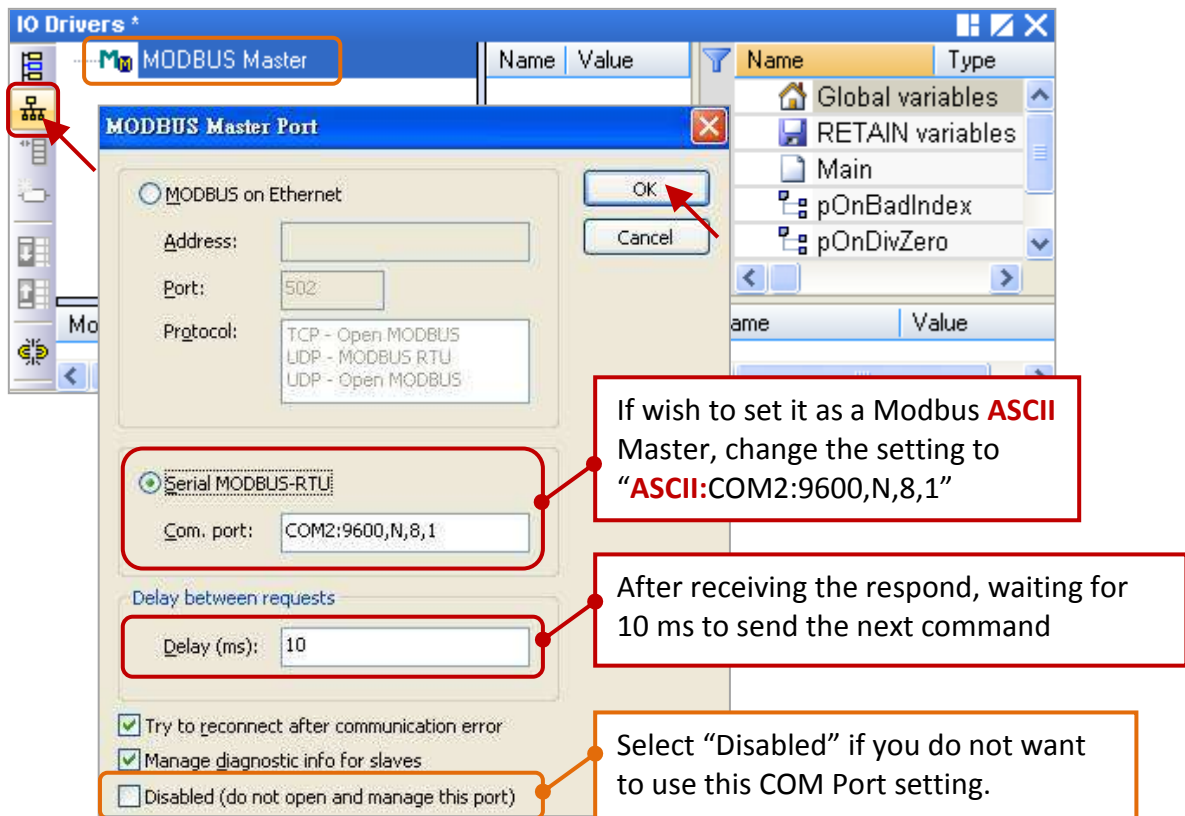 IO Drivers *
MODBUS Master
Name Value
Name Type
Global variables
RETAIN variables
Main
pOnBadIndex
pOnDivZero
MODBUS Master Port
MODBUS on Ethernet
OK
Address:
Cancel
Port: 502
Protocol: TCP - Open MODBUS
UDP - MODBUS RTU
UDP - Open MODBUS
Mo
ame Value
Serial MODBUS-RTU
Com. port: COM2:9600,N,8,1
If wish to set it as a Modbus ASCII
Master, change the setting to
“ASCII:COM2:9600,N,8,1”
Delay between requests
Delay (ms): 10
After receiving the respond, waiting for
10 ms to send the next command
Try to reconnect after communication error
Manage diagnostic info for slaves
Disabled (do not open and manage this port)
Select “Disabled” if you do not want
to use this COM Port setting.